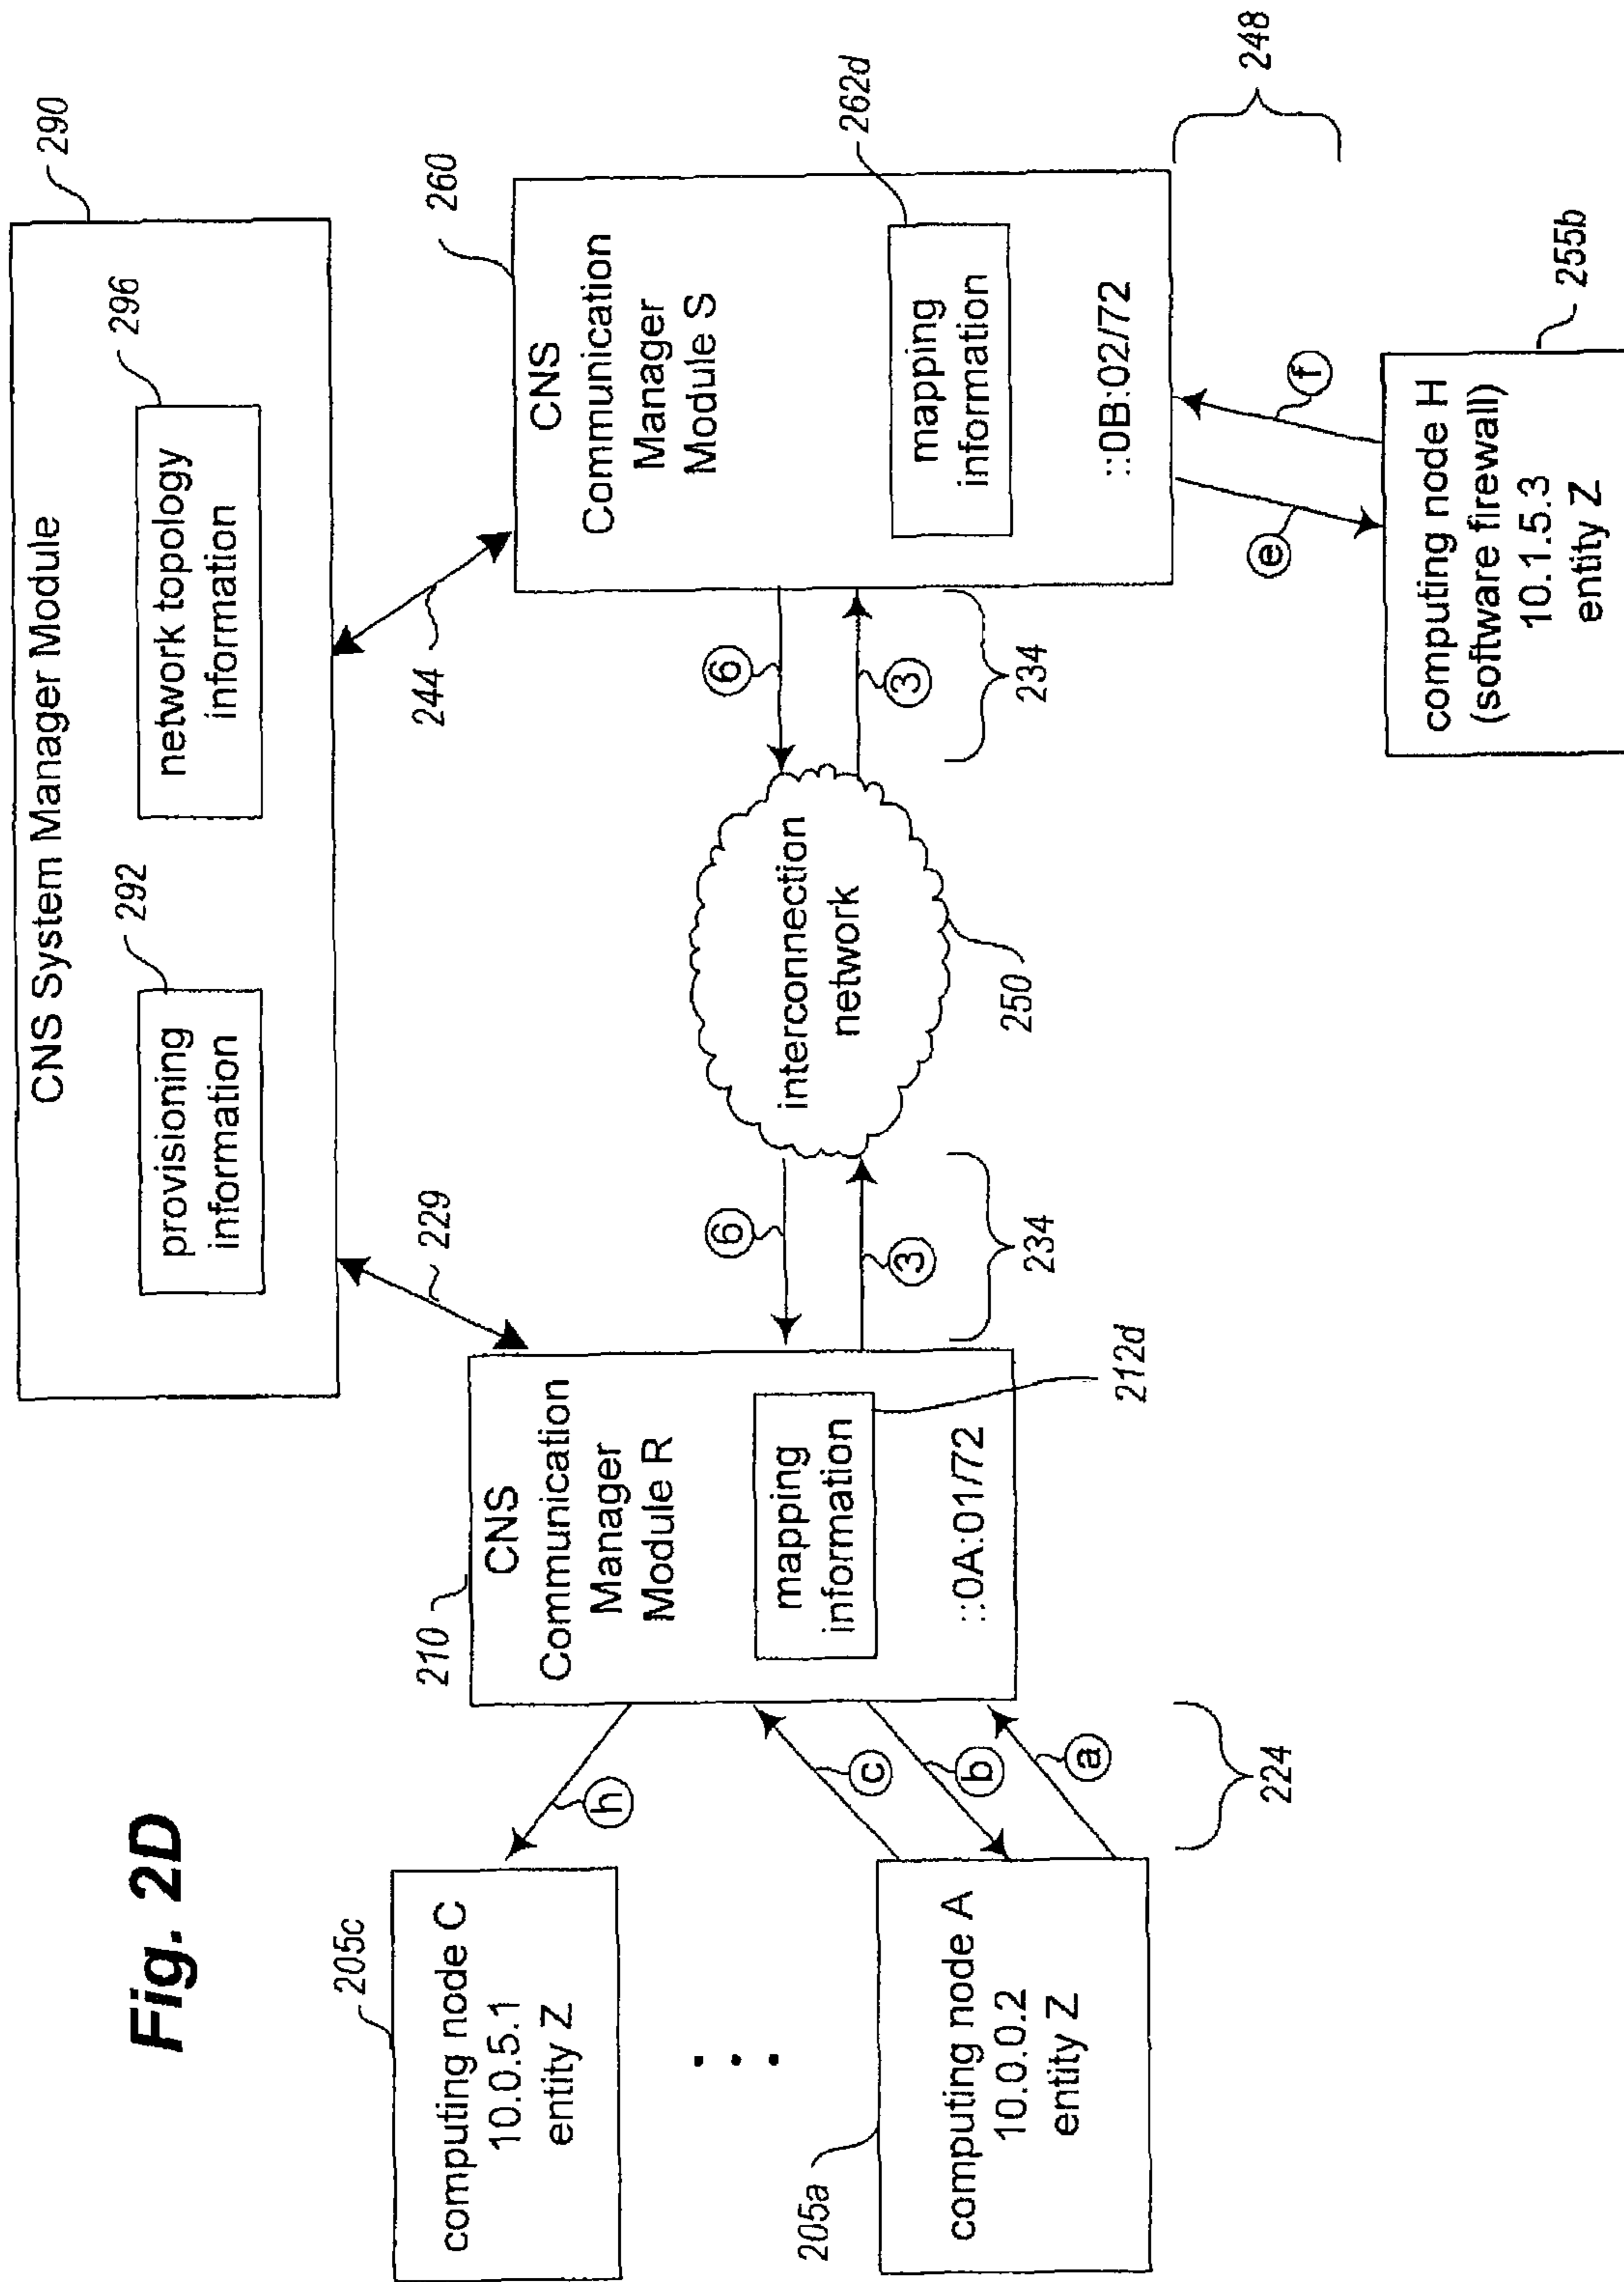 Fig. 2D
CNS System Manager Module
290
provisioning
information
292
network topology
information
296
229
244
210
CNS
Communication
Manager
Module R
mapping
information
212d
::0A:01/72
260
CNS
Communication
Manager
Module S
mapping
information
262d
::0B:02/72
6
6
3
3
234
234
interconnection
network
250
205c
computing node C
10.0.5.1
entity Z
h
c
b
a
224
205a
computing node A
10.0.0.2
entity Z
e
f
248
255b
computing node H
(software firewall)
10.1.5.3
entity Z